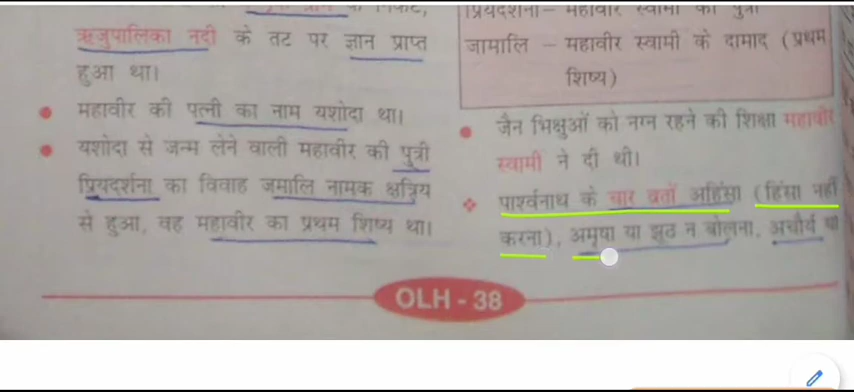 ऋजुपालिका नदी के तट पर ज्ञान प्राप्त
हुआ था।
महावीर की पत्नी का नाम यशोदा था।
यशोदा से जन्म लेने वाली महावीर की पुत्री
प्रियदर्शना का विवाह जमालि नामक क्षत्रिय
से हुआ, वह महावीर का प्रथम शिष्य था।
प्रियदर्शना – महावीर स्वामी की पुत्री
जामालि – महावीर स्वामी के दामाद (प्रथम
शिष्य)
जैन भिक्षुओं को नग्न रहने की शिक्षा महावीर
स्वामी ने दी थी।
पार्श्वनाथ के चार व्रतों अहिंसा (हिंसा नहीं
करना), अमृषा या झूठ न बोलना, अचौर्य या
OLH - 38